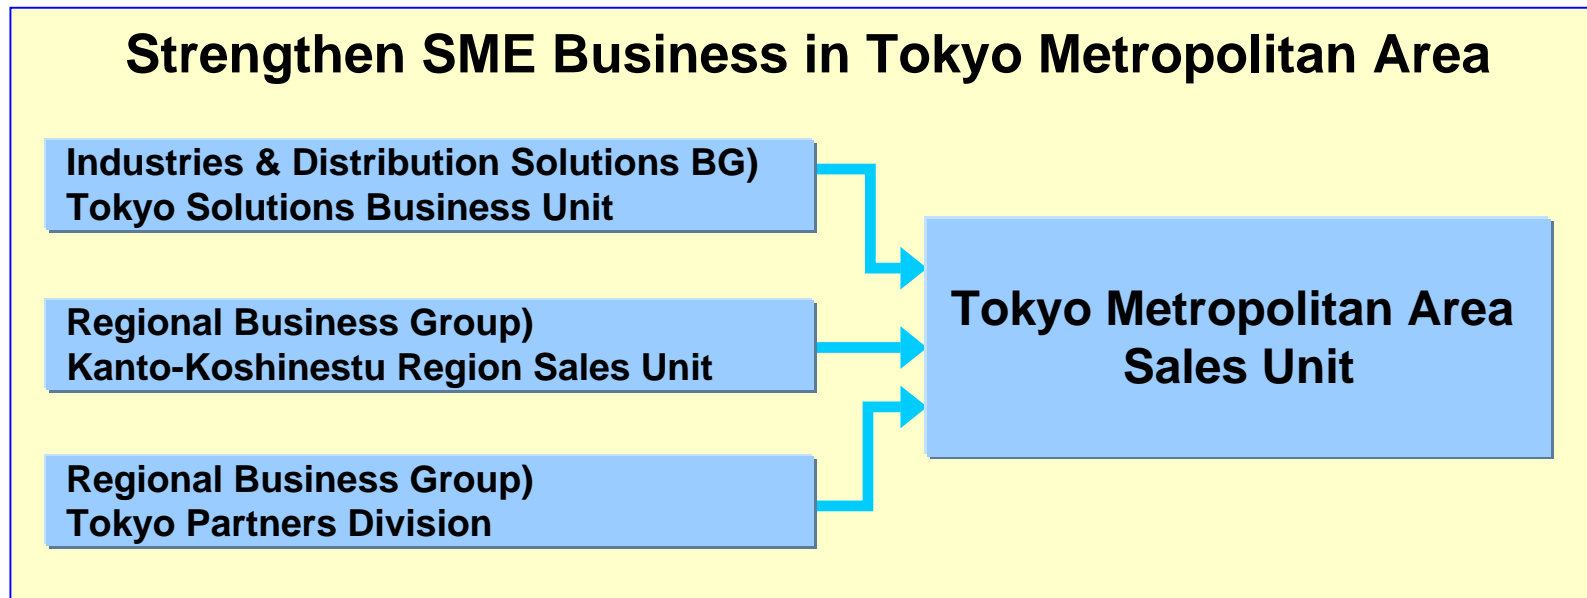 Strengthen SME Business in Tokyo Metropolitan Area
Industries & Distribution Solutions BG)
Tokyo Solutions Business Unit
Regional Business Group)
Kanto-Koshinestu Region Sales Unit
Regional Business Group)
Tokyo Partners Division
Tokyo Metropolitan Area
Sales Unit